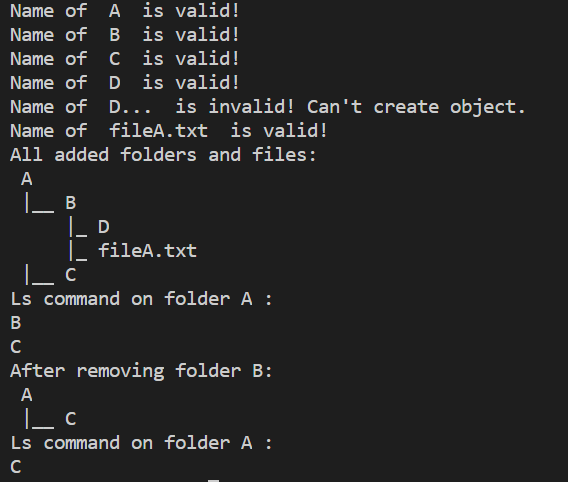 Name of  A  is valid!
Name of  B  is valid!
Name of  C  is valid!
Name of  D  is valid!
Name of  D...  is invalid! Can't create object.
Name of  fileA.txt  is valid!
All added folders and files:
 A
 |__ B
     |_ D
     |_ fileA.txt
 |__ C
Ls command on folder A :
B
C
After removing folder B:
 A
 |__ C
Ls command on folder A :
C